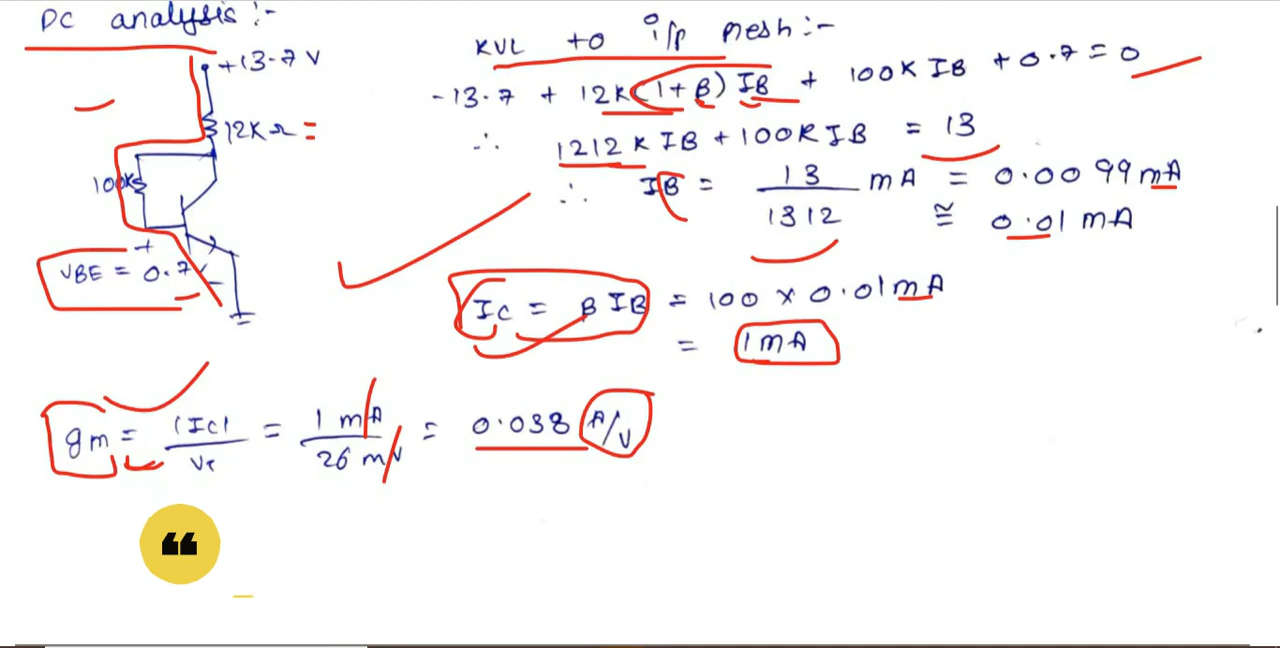 DC analysis :-
KVL to i/p mesh :-
+13.7 V
-13.7 + 12K(1+β) IB + 100K IB + 0.7 = 0
12KΩ =
∴ 1212 K IB + 100K IB = 13
100K
∴ IB = 13/1312 mA = 0.0099 mA
≅ 0.01 mA
+
VBE = 0.7V -
IC = β IB = 100 × 0.01 mA
= 1 mA
gm = |IC|/VT = 1 mA/26 mV = 0.038 A/V
❝